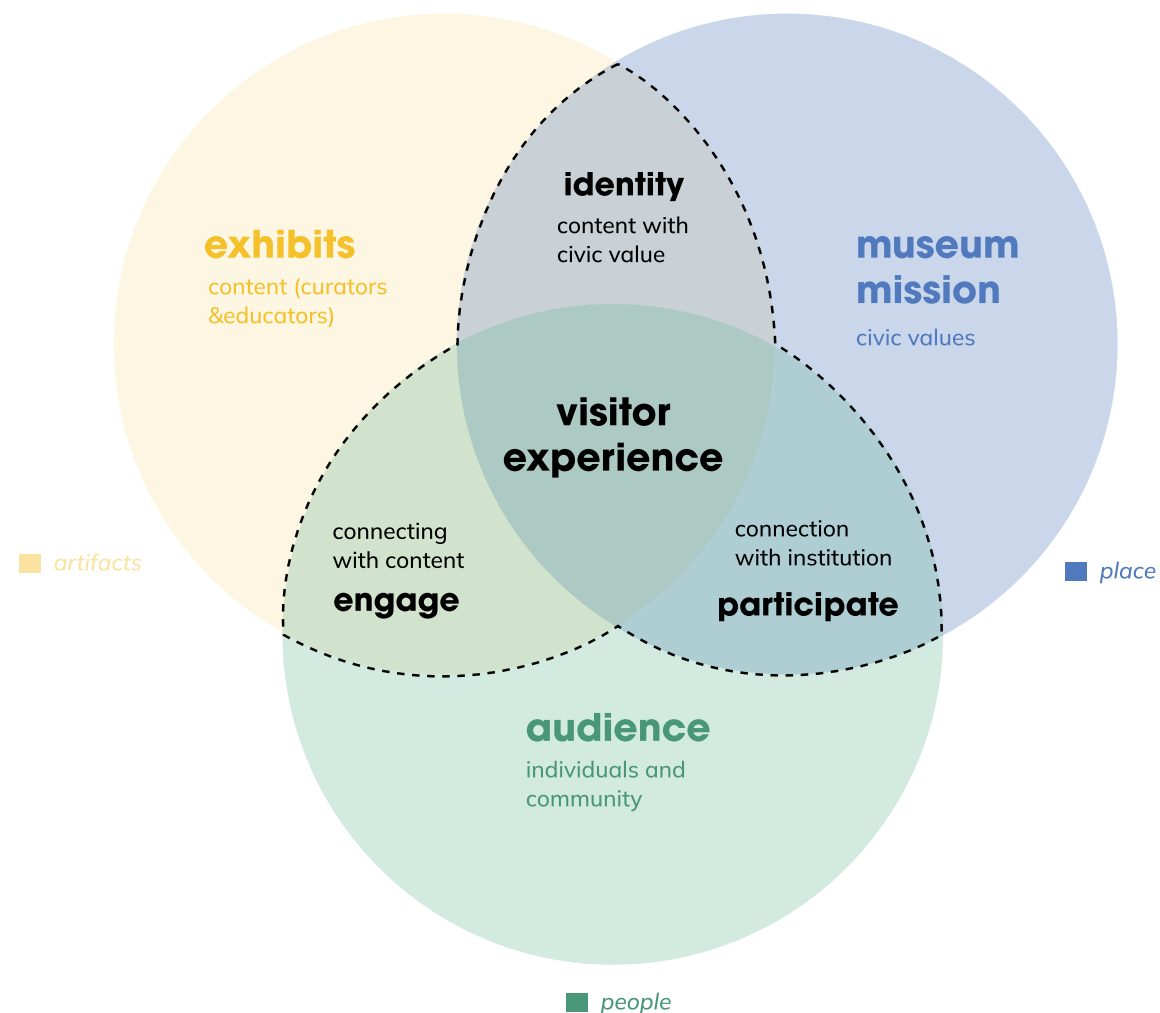 identity
content with
civic value
exhibits
content (curators
&educators)
museum
mission
civic values
visitor
experience
connecting
with content
engage
connection
with institution
participate
artifacts
place
audience
individuals and
community
people